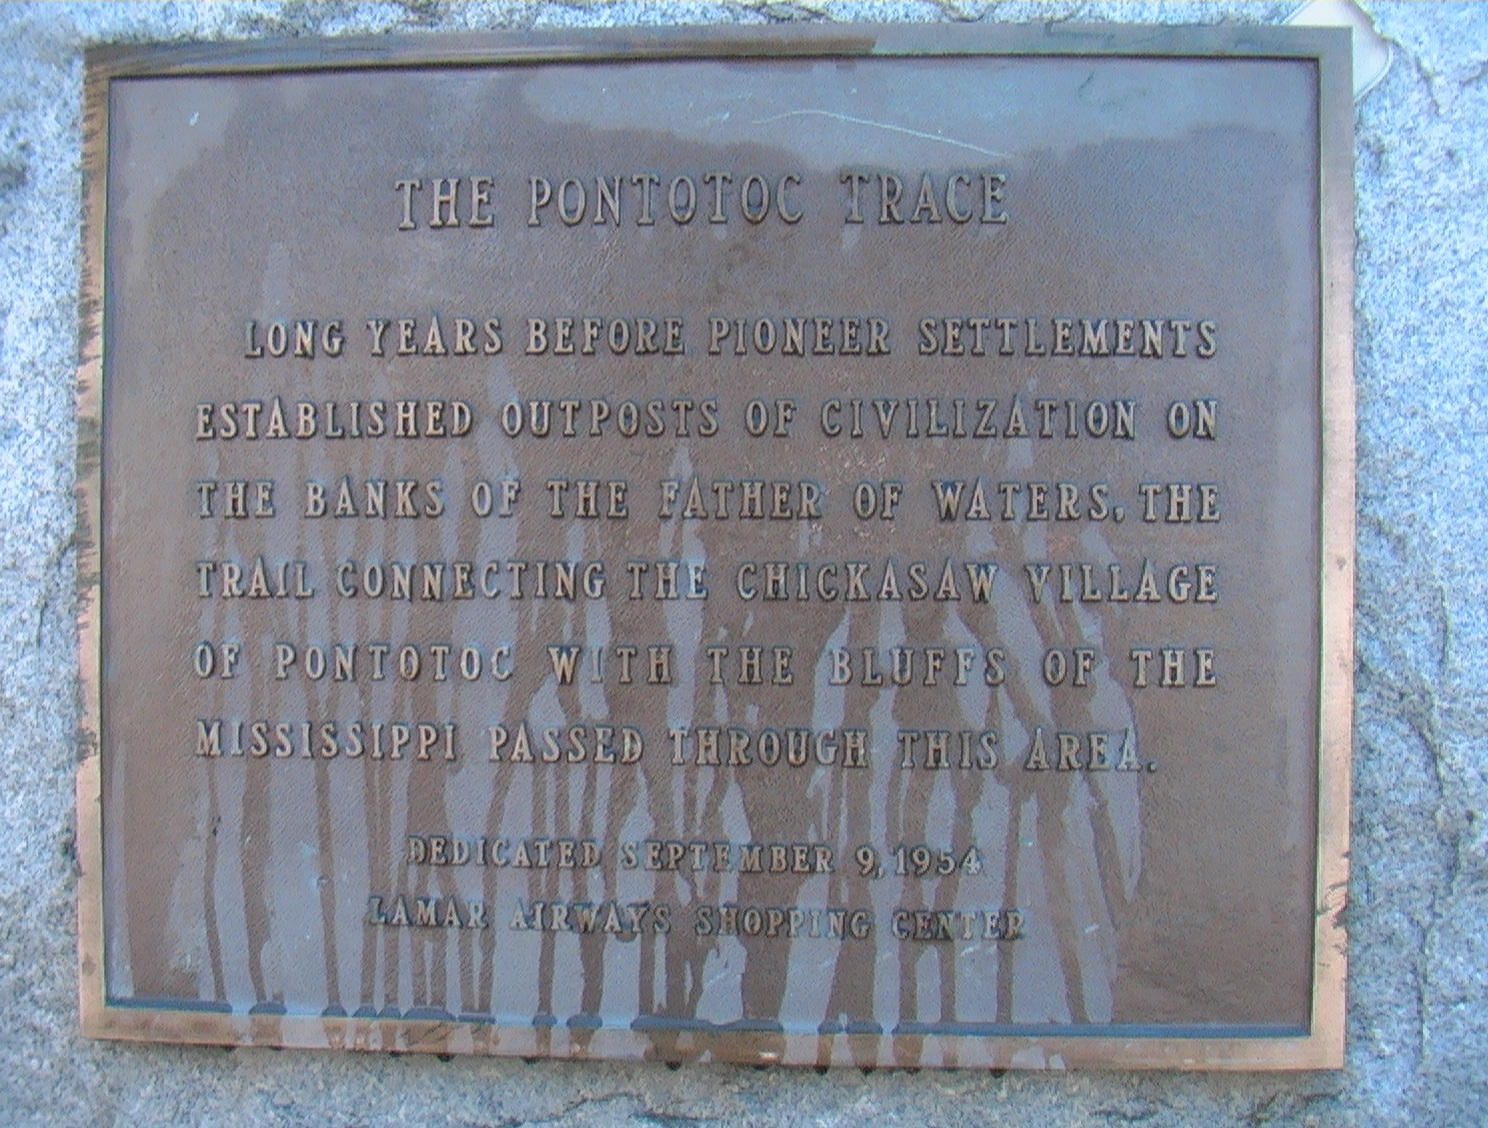 THE PONTOTOC TRACE
LONG YEARS BEFORE PIONEER SETTLEMENTS
ESTABLISHED OUTPOSTS OF CIVILIZATION ON
THE BANKS OF THE FATHER OF WATERS, THE
TRAIL CONNECTING THE CHICKASAW VILLAGE
OF PONTOTOC WITH THE BLUFFS OF THE
MISSISSIPPI PASSED THROUGH THIS AREA.
DEDICATED SEPTEMBER 9, 1954
LAMAR AIRWAYS SHOPPING CENTER